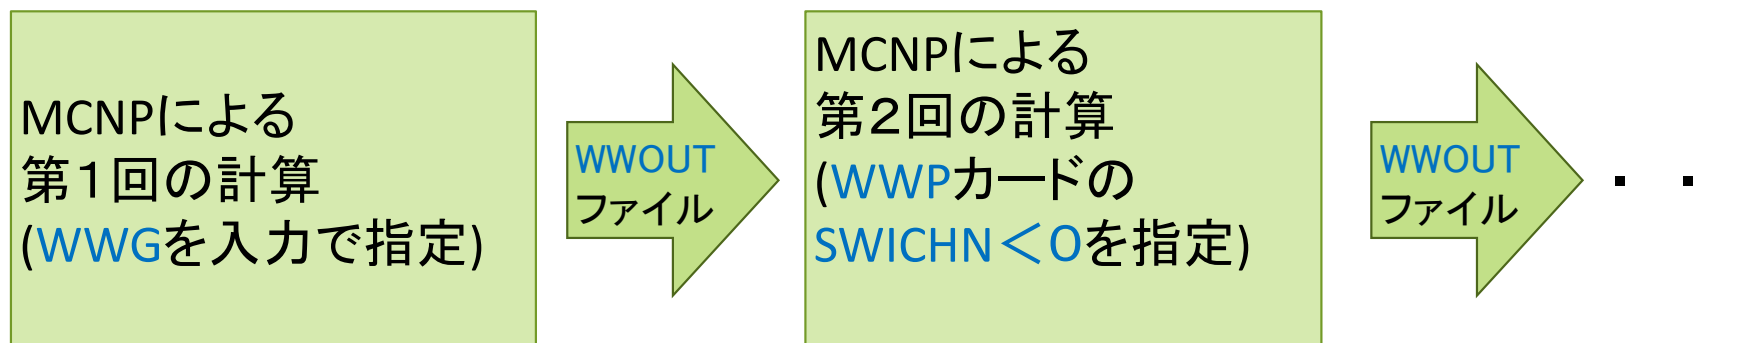 MCNPによる
第1回の計算
(WWGを入力で指定)
WWOUT
ファイル
MCNPによる
第2回の計算
(WWPカードの
SWICHN<Oを指定)
WWOUT
ファイル
・ ・